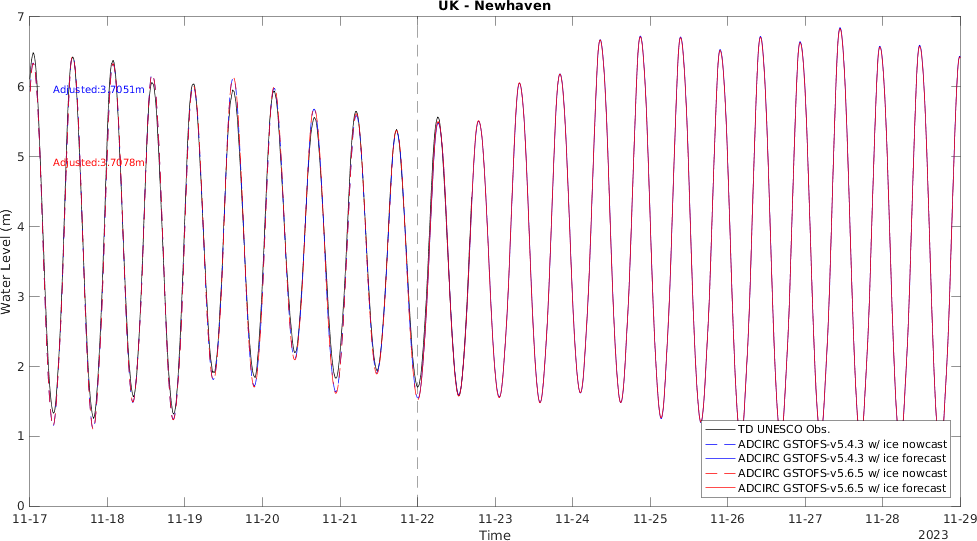 UK - Newhaven
7
6
5
4
3
2
1
0
Water Level (m)
Adjusted:3.7051m
Adjusted:3.7078m
TD UNESCO Obs.
ADCIRC GSTOFS-v5.4.3 w/ ice nowcast
ADCIRC GSTOFS-v5.4.3 w/ ice forecast
ADCIRC GSTOFS-v5.6.5 w/ ice nowcast
ADCIRC GSTOFS-v5.6.5 w/ ice forecast
11-17 11-18 11-19 11-20 11-21 11-22 11-23 11-24 11-25 11-26 11-27 11-28 11-29
Time
2023